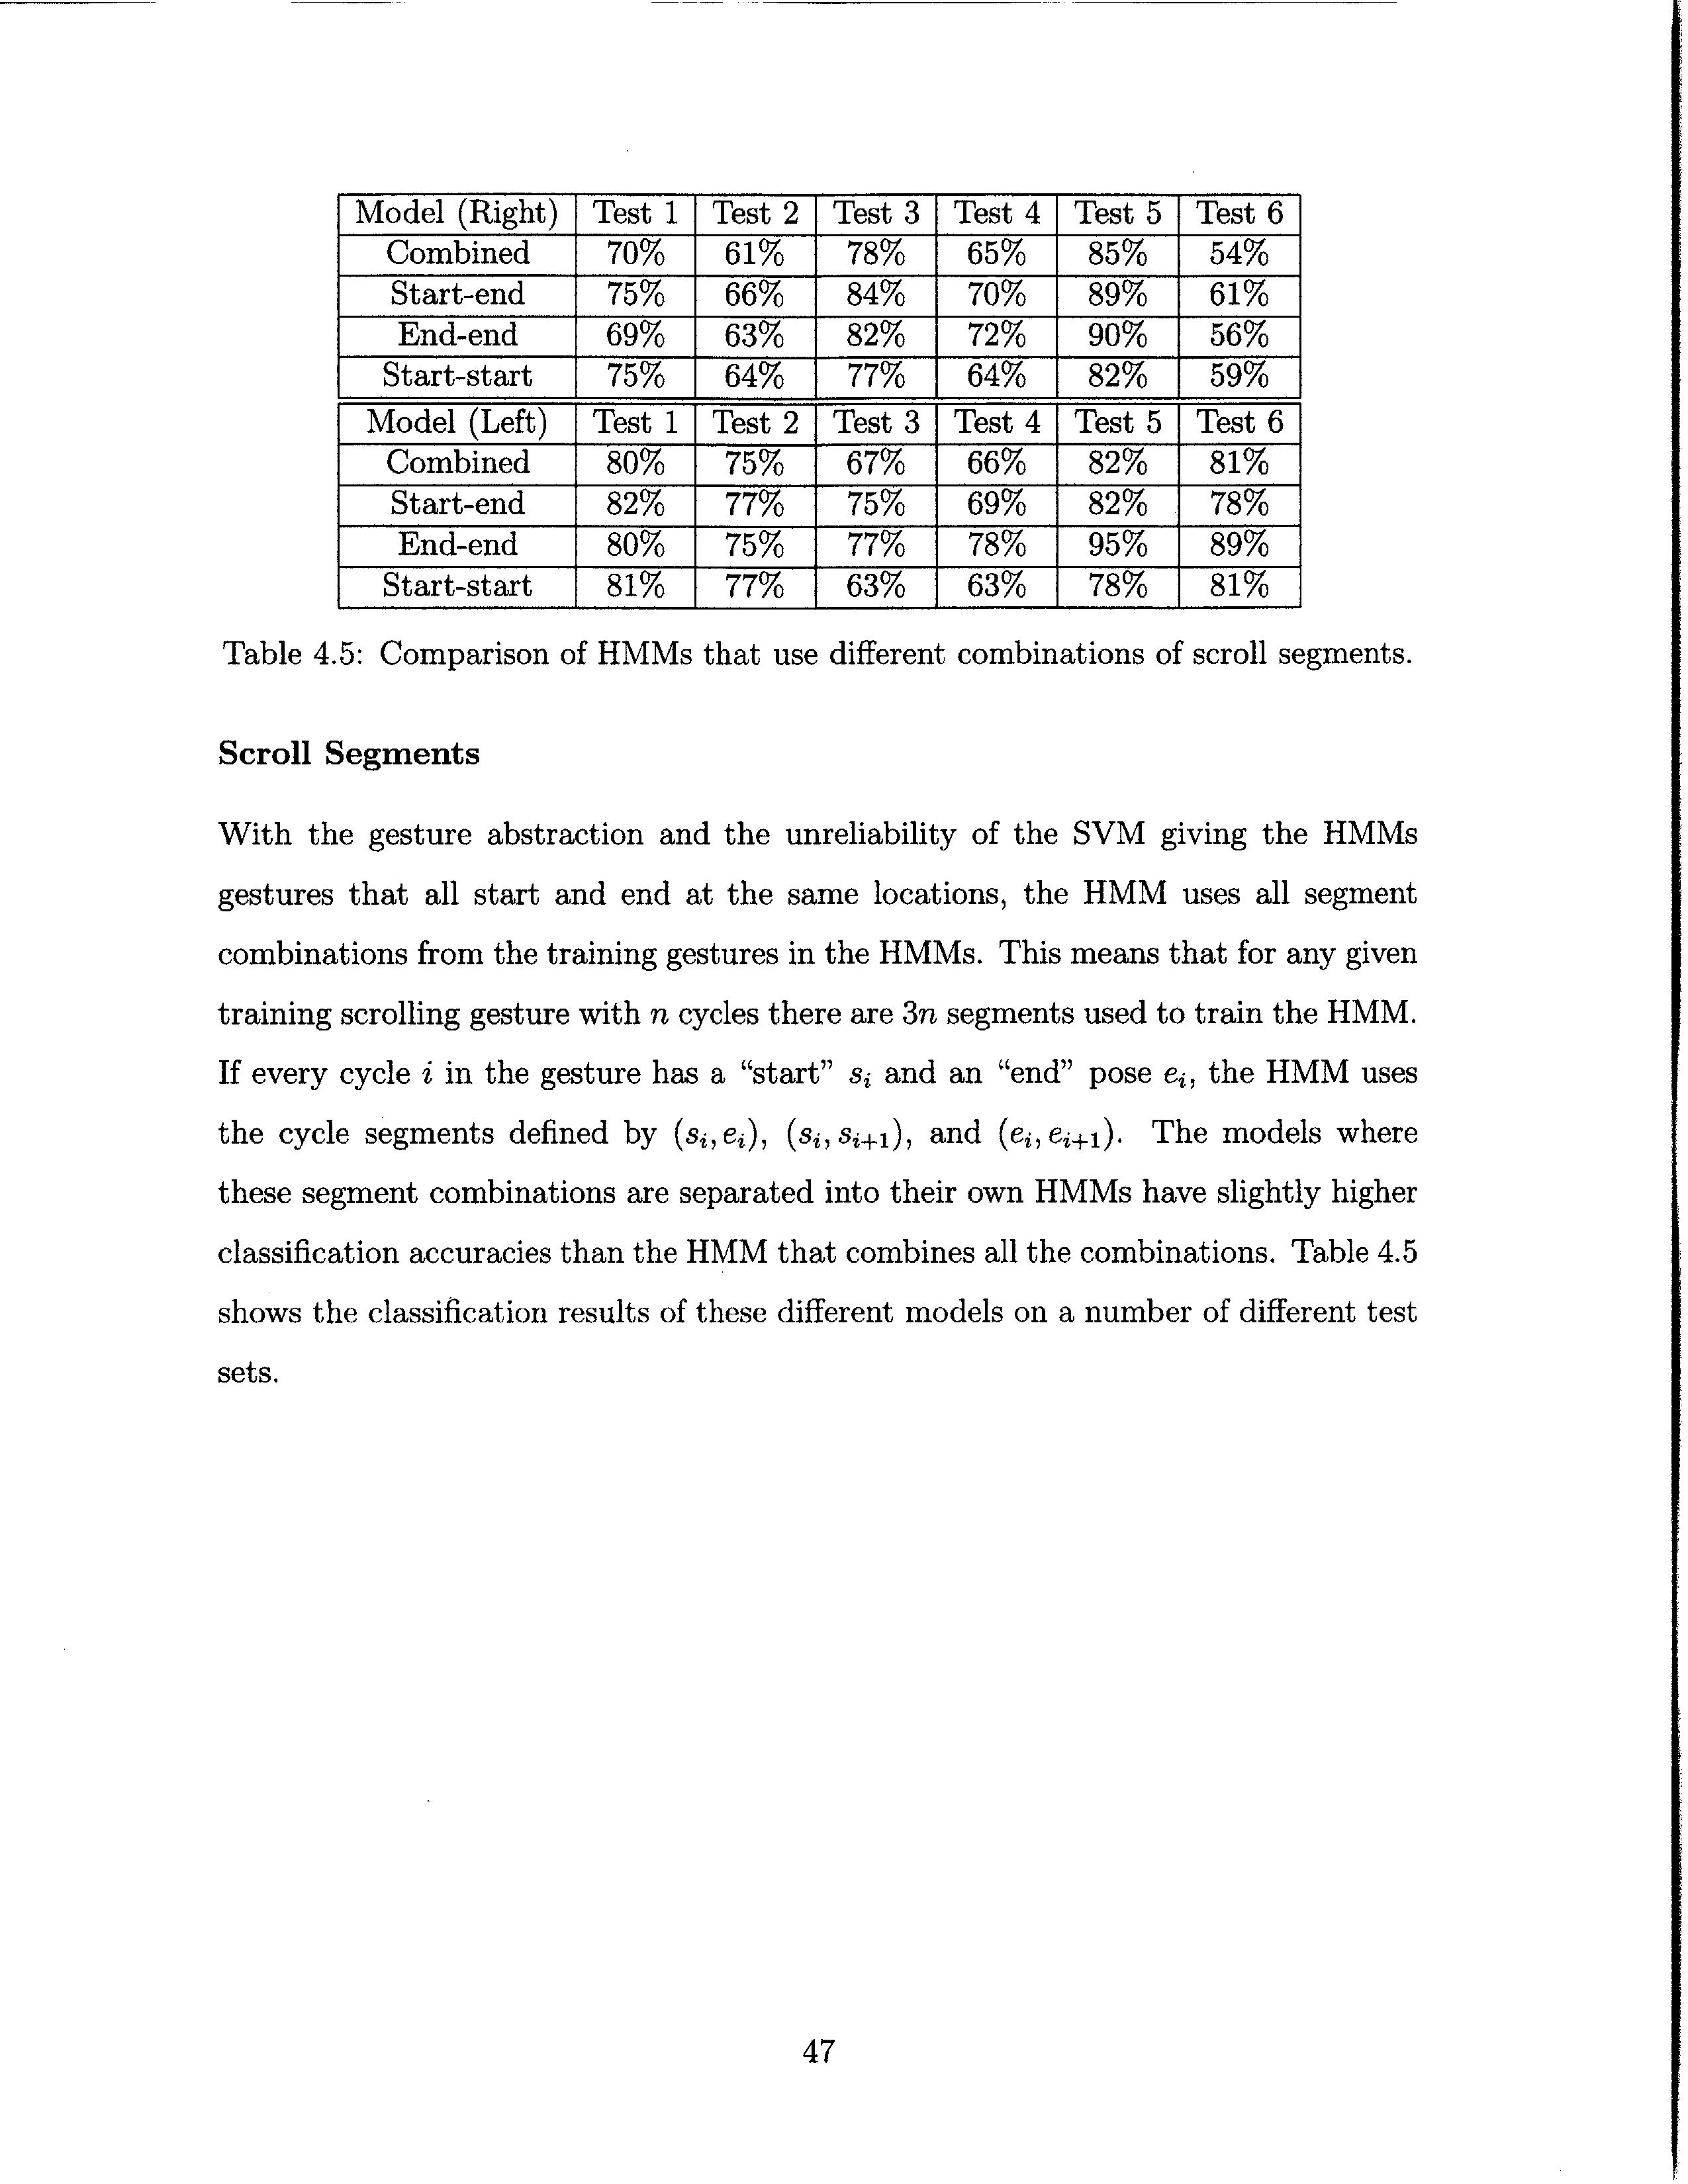 Model (Right) Test 1 Test 2 Test 3 Test 4 Test 5 Test 6
Combined 70% 61% 78% 65% 85% 54%
Start-end 75% 66% 84% 70% 89% 61%
End-end 69% 63% 82% 72% 90% 56%
Start-start 75% 64% 77% 64% 82% 59%
Model (Left) Test 1 Test 2 Test 3 Test 4 Test 5 Test 6
Combined 80% 75% 67% 66% 82% 81%
Start-end 82% 77% 75% 69% 82% 78%
End-end 80% 75% 77% 78% 95% 89%
Start-start 81% 77% 63% 63% 78% 81%
Table 4.5: Comparison of HMMs that use different combinations of scroll segments.
Scroll Segments
With the gesture abstraction and the unreliability of the SVM giving the HMMs
gestures that all start and end at the same locations, the HMM uses all segment
combinations from the training gestures in the HMMs. This means that for any given
training scrolling gesture with n cycles there are 3n segments used to train the HMM.
If every cycle i in the gesture has a “start” sᵢ and an “end” pose eᵢ, the HMM uses
the cycle segments defined by (sᵢ, eᵢ), (sᵢ, sᵢ₊₁), and (eᵢ, eᵢ₊₁). The models where
these segment combinations are separated into their own HMMs have slightly higher
classification accuracies than the HMM that combines all the combinations. Table 4.5
shows the classification results of these different models on a number of different test
sets.
47